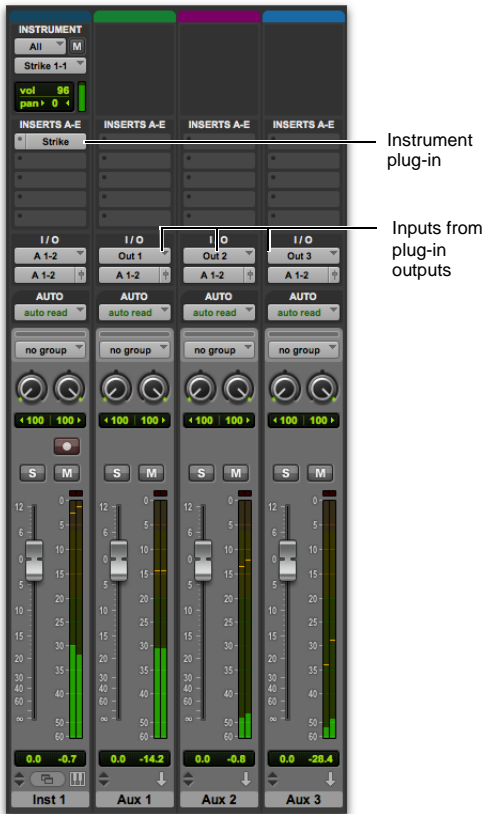 INSTRUMENT
All M
Strike 1-1
vol 96
pan 0
INSERTS A-E INSERTS A-E INSERTS A-E INSERTS A-E
Strike
Instrument
plug-in
Inputs from
plug-in
outputs
I / O I / O I / O I / O
A 1-2 Out 1 Out 2 Out 3
A 1-2 A 1-2 A 1-2 A 1-2
AUTO AUTO AUTO AUTO
auto read auto read auto read auto read
no group no group no group no group
100 100 100 100 100 100 100 100
S M S M S M S M
12 0 12 0 12 0 12 0
6 5 6 5 6 5 6 5
0 10 0 10 0 10 0 10
5 15 5 15 5 15 5 15
10 20 10 20 10 20 10 20
15 25 15 25 15 25 15 25
20 30 20 30 20 30 20 30
30 35 30 35 30 35 30 35
40 40 40 40 40 40 40 40
60 50 60 50 60 50 60 50
∞ 60 ∞ 60 ∞ 60 ∞ 60
0.0 -0.7 0.0 -14.2 0.0 -0.8 0.0 -28.4
Inst 1 Aux 1 Aux 2 Aux 3